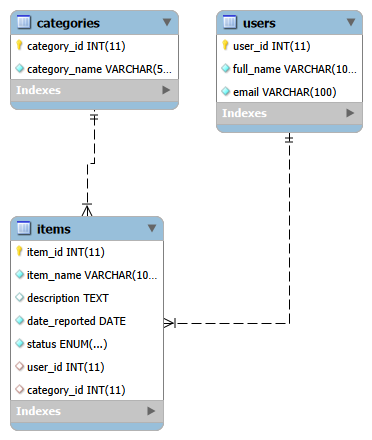 categories
category_id INT(11)
category_name VARCHAR(5...
Indexes
users
user_id INT(11)
full_name VARCHAR(10...
email VARCHAR(100)
Indexes
items
item_id INT(11)
item_name VARCHAR(10...
description TEXT
date_reported DATE
status ENUM(...)
user_id INT(11)
category_id INT(11)
Indexes